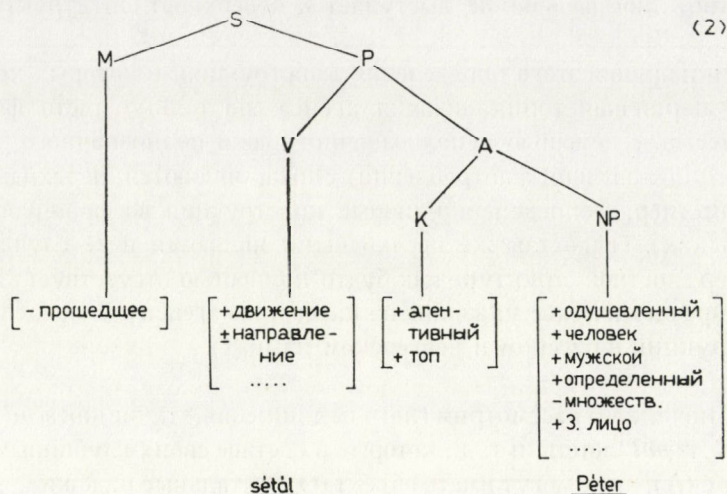 (2)
S
M P
V A
K NP
[ - прощедщее ] [ + движение [ + аген- [ + одушевленный
± направле- тивный + человек
ние + топ + мужской
..... + определенный
- множеств.
+ 3. лицо
.....
sétál Péter